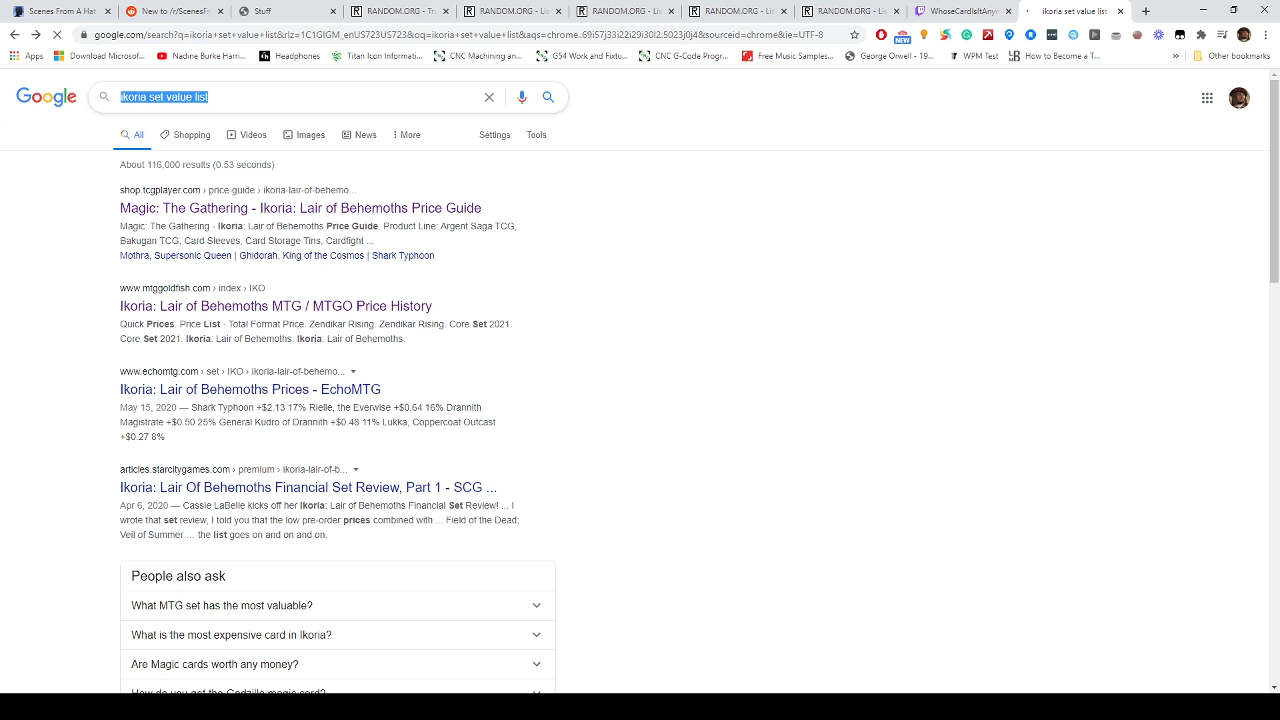 Scenes From A Hat
New to /r/ScenesFr
Stuff
RANDOM.ORG - Tr
RANDOM.ORG - Lis
RANDOM.ORG - Lis
RANDOM.ORG - Lis
RANDOM.ORG - Lis
WhoseCardIsItAnyw
ikoria set value list
google.com/search?q=ikoria+set+value+list&rlz=1C1GIGM_enUS723US723&oq=ikoria+set+value+list&aqs=chrome..69i57j33i22i29i30l2.5023j0j4&sourceid=chrome&ie=UTF-8
NEW
Apps
Download Microsof...
Nadine Burke Harri...
Headphones
Titan Icon Informati...
CNC Machining an...
G54 Work and Fixtu...
CNC G-Code Progr...
Free Music Samples...
George Orwell - 19...
WPM Test
How to Become a T...
Other bookmarks
Google
ikoria set value list
All
Shopping
Videos
Images
News
More
Settings
Tools
About 116,000 results (0.53 seconds)
shop.tcgplayer.com › price-guide › ikoria-lair-of-behemo...
Magic: The Gathering - Ikoria: Lair of Behemoths Price Guide
Magic: The Gathering - Ikoria: Lair of Behemoths Price Guide. Product Line: Argent Saga TCG,
Bakugan TCG, Card Sleeves, Card Storage Tins, Cardfight ...
Mothra, Supersonic Queen | Ghidorah, King of the Cosmos | Shark Typhoon
www.mtggoldfish.com › index › IKO
Ikoria: Lair of Behemoths MTG / MTGO Price History
Quick Prices. Price List · Total Format Price. Zendikar Rising. Zendikar Rising. Core Set 2021.
Core Set 2021. Ikoria: Lair of Behemoths. Ikoria: Lair of Behemoths.
www.echomtg.com › set › IKO › ikoria-lair-of-behemo...
Ikoria: Lair of Behemoths Prices - EchoMTG
May 15, 2020 — Shark Typhoon +$2.13 17% Rielle, the Everwise +$0.64 16% Drannith
Magistrate +$0.50 25% General Kudro of Drannith +$0.48 11% Lukka, Coppercoat Outcast
+$0.27 8%
articles.starcitygames.com › premium › ikoria-lair-of-b...
Ikoria: Lair Of Behemoths Financial Set Review, Part 1 - SCG ...
Apr 6, 2020 — Cassie LaBelle kicks off her Ikoria: Lair of Behemoths Financial Set Review! ... I
wrote that set review, I told you that the low pre-order prices combined with ... Field of the Dead;
Veil of Summer ... the list goes on and on and on.
People also ask
What MTG set has the most valuable?
What is the most expensive card in Ikoria?
Are Magic cards worth any money?
How do you get the Godzilla magic card?